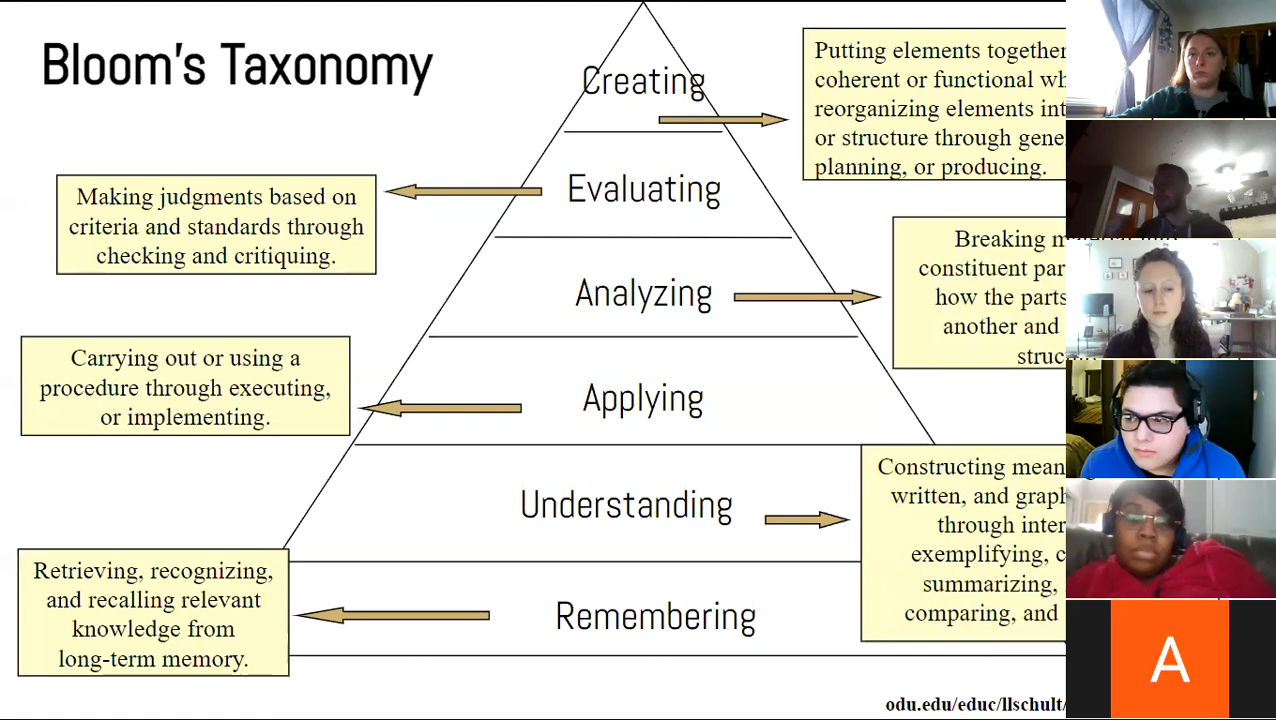 Bloom's Taxonomy
Creating
Putting elements together
coherent or functional wh
reorganizing elements int
or structure through gene
planning, or producing.
Evaluating
Making judgments based on
criteria and standards through
checking and critiquing.
Analyzing
Breaking m
constituent par
how the parts
another and
struc
Applying
Carrying out or using a
procedure through executing,
or implementing.
Understanding
Constructing mean
written, and graph
through inter
exemplifying, c
summarizing,
comparing, and
Remembering
Retrieving, recognizing,
and recalling relevant
knowledge from
long-term memory.
odu.edu/educ/llschult/
A